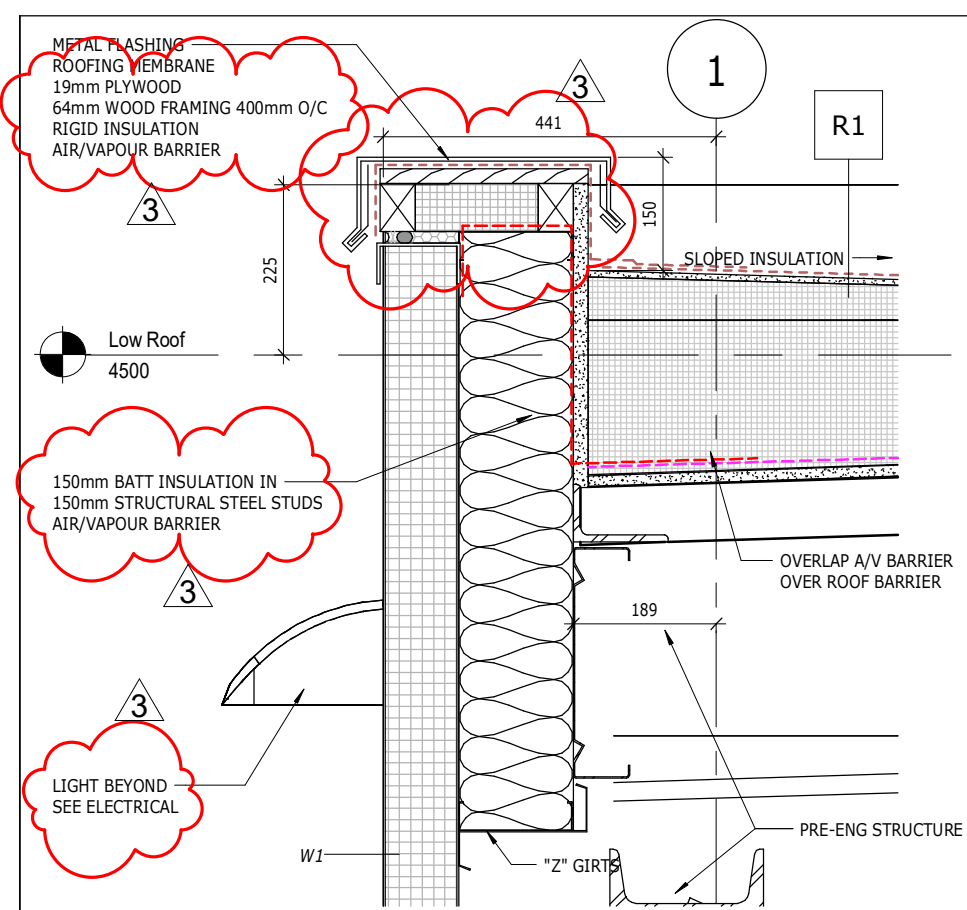 METAL FLASHING
ROOFING MEMBRANE
19mm PLYWOOD
64mm WOOD FRAMING 400mm O/C
RIGID INSULATION
AIR/VAPOUR BARRIER
3
3
441
1
R1
150
225
SLOPED INSULATION
Low Roof
4500
150mm BATT INSULATION IN
150mm STRUCTURAL STEEL STUDS
AIR/VAPOUR BARRIER
3
OVERLAP A/V BARRIER
OVER ROOF BARRIER
189
3
LIGHT BEYOND
SEE ELECTRICAL
PRE-ENG STRUCTURE
W1
"Z" GIRTS